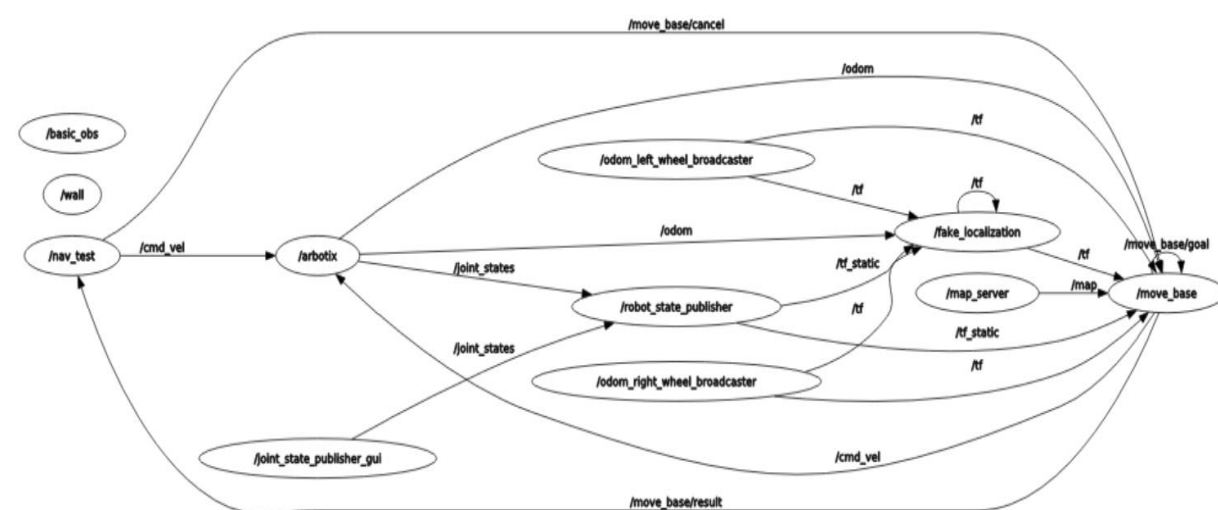 /move_base/cancel
/odom
/tf
/basic_obs
/odom_left_wheel_broadcaster
/wall
/tf
/tf
/nav_test
/cmd_vel
/arbotix
/odom
/fake_localization
/move_base/goal
/joint_states
/tf_static
/tf
/robot_state_publisher
/tf
/map_server
/map
/move_base
/joint_states
/tf_static
/odom_right_wheel_broadcaster
/tf
/joint_state_publisher_gui
/cmd_vel
/move_base/result